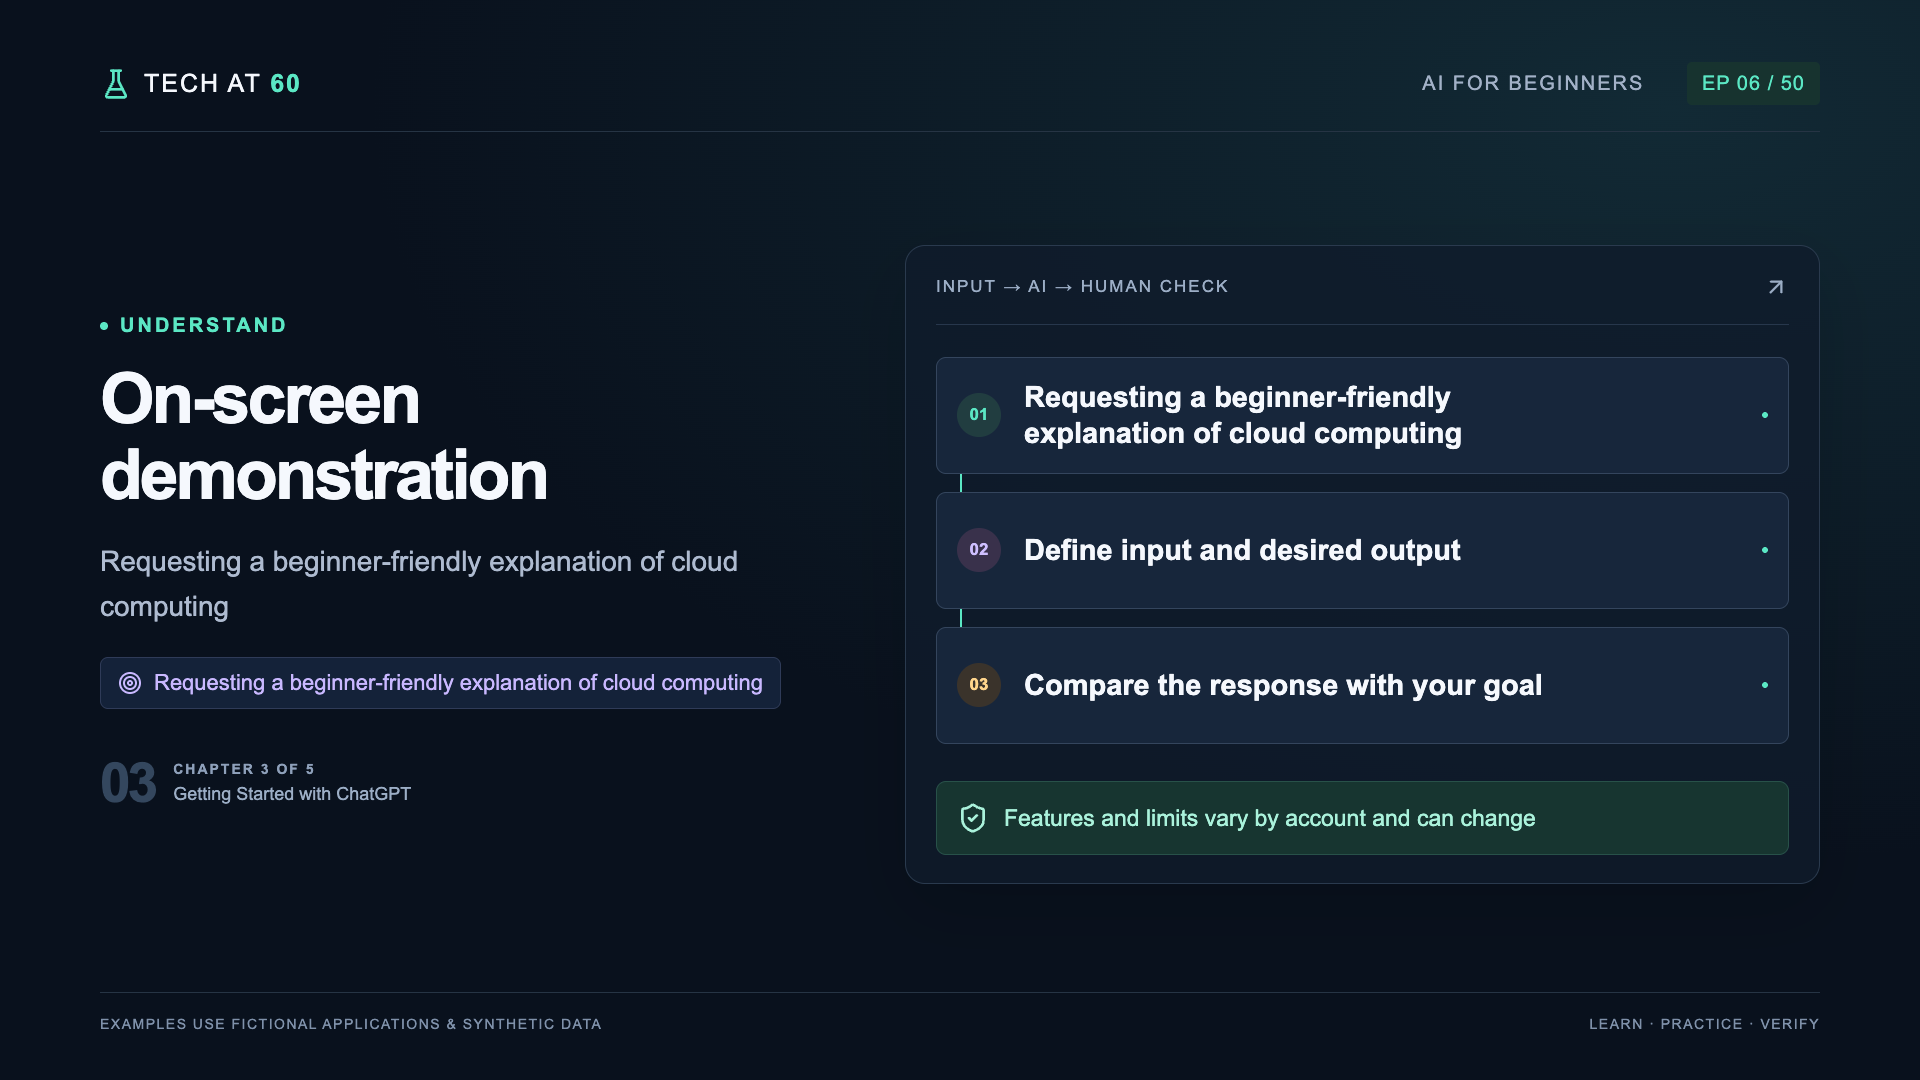 TECH AT 60
AI FOR BEGINNERS
EP 06 / 50
UNDERSTAND
On-screen
demonstration
Requesting a beginner-friendly explanation of cloud
computing
Requesting a beginner-friendly explanation of cloud computing
03
CHAPTER 3 OF 5
Getting Started with ChatGPT
INPUT → AI → HUMAN CHECK
01
Requesting a beginner-friendly
explanation of cloud computing
02
Define input and desired output
03
Compare the response with your goal
Features and limits vary by account and can change
EXAMPLES USE FICTIONAL APPLICATIONS & SYNTHETIC DATA
LEARN · PRACTICE · VERIFY